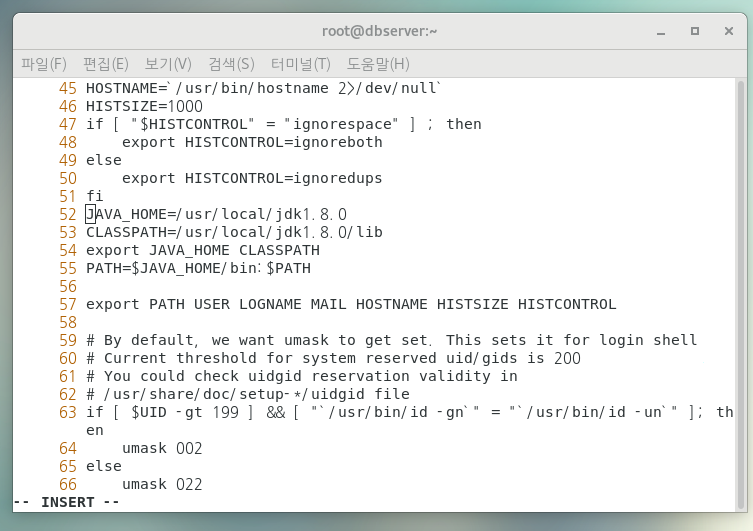 root@dbserver:~
파일(F) 편집(E) 보기(V) 검색(S) 터미널(T) 도움말(H)
45 HOSTNAME=`/usr/bin/hostname 2>/dev/null`
46 HISTSIZE=1000
47 if [ "$HISTCONTROL" = "ignorespace" ] ; then
48     export HISTCONTROL=ignoreboth
49 else
50     export HISTCONTROL=ignoredups
51 fi
52 JAVA_HOME=/usr/local/jdk1.8.0
53 CLASSPATH=/usr/local/jdk1.8.0/lib
54 export JAVA_HOME CLASSPATH
55 PATH=$JAVA_HOME/bin:$PATH
56
57 export PATH USER LOGNAME MAIL HOSTNAME HISTSIZE HISTCONTROL
58
59 # By default, we want umask to get set. This sets it for login shell
60 # Current threshold for system reserved uid/gids is 200
61 # You could check uidgid reservation validity in
62 # /usr/share/doc/setup-*/uidgid file
63 if [ $UID -gt 199 ] && [ "`/usr/bin/id -gn`" = "`/usr/bin/id -un`" ]; th
en
64     umask 002
65 else
66     umask 022
-- INSERT --